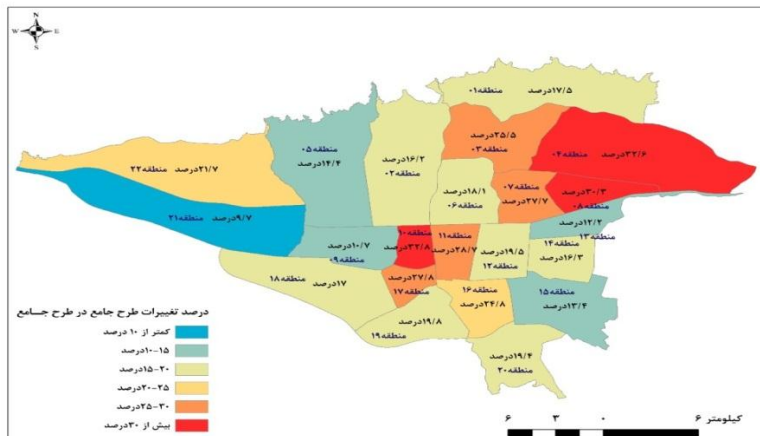 N
W E
S
۱۷/۵درصد منطقه۰۱
۲۵/۵درصد
منطقه۰۳
۳۲/۶درصد منطقه۰۴
منطقه۰۵
۱۴/۴درصد
۱۶/۲درصد
منطقه۰۲
۲۱/۷درصد منطقه۲۲
۱۸/۱درصد
منطقه۰۶
منطقه۰۷
۲۷/۷درصد
۳۰/۳درصد
منطقه۰۸
۹/۷درصد منطقه۲۱
۱۲/۲درصد
منطقه۱۳
۱۰/۷درصد
منطقه۰۹
منطقه۱۰
۳۲/۸درصد
منطقه۱۱
۲۸/۷درصد
۱۹/۵درصد
منطقه۱۲
منطقه۱۴
۱۶/۳درصد
۱۷درصد منطقه۱۸
۲۷/۸درصد
منطقه۱۷
منطقه۱۶
۲۴/۸درصد
منطقه۱۵
۱۳/۴درصد
۱۹/۸درصد
منطقه۱۹
۱۹/۴درصد
منطقه۲۰
درصد تغییرات طرح جامع در طرح جــامع
کمتر از ۱۰ درصد
۱۰-۱۵درصد
۱۵-۲۰درصد
۲۰-۲۵درصد
۲۵-۳۰درصد
بیش از ۳۰درصد
۶ ۳ ۰ ۶ کیلومتر